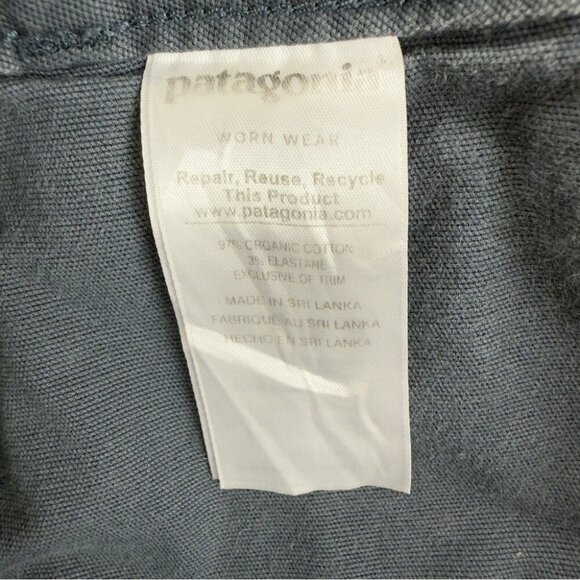 patagonia®
WORN WEAR
Repair, Reuse, Recycle
This Product
www.patagonia.com
97% ORGANIC COTTON
3% ELASTANE
EXCLUSIVE OF TRIM
MADE IN SRI LANKA
FABRIQUE AU SRI LANKA
HECHO EN SRI LANKA